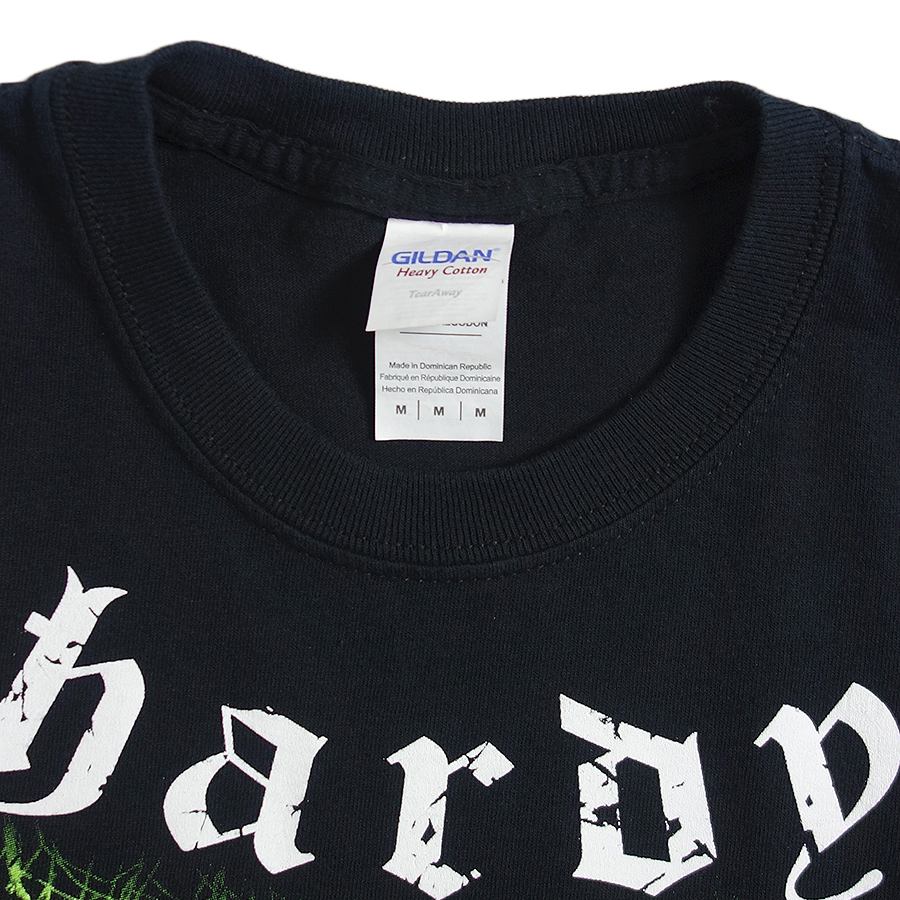 GILDAN
Heavy Cotton
TearAway
Made in Dominican Republic
Fabriqué en République Dominicaine
Hecho en República Dominicana
M | M | M
hardy